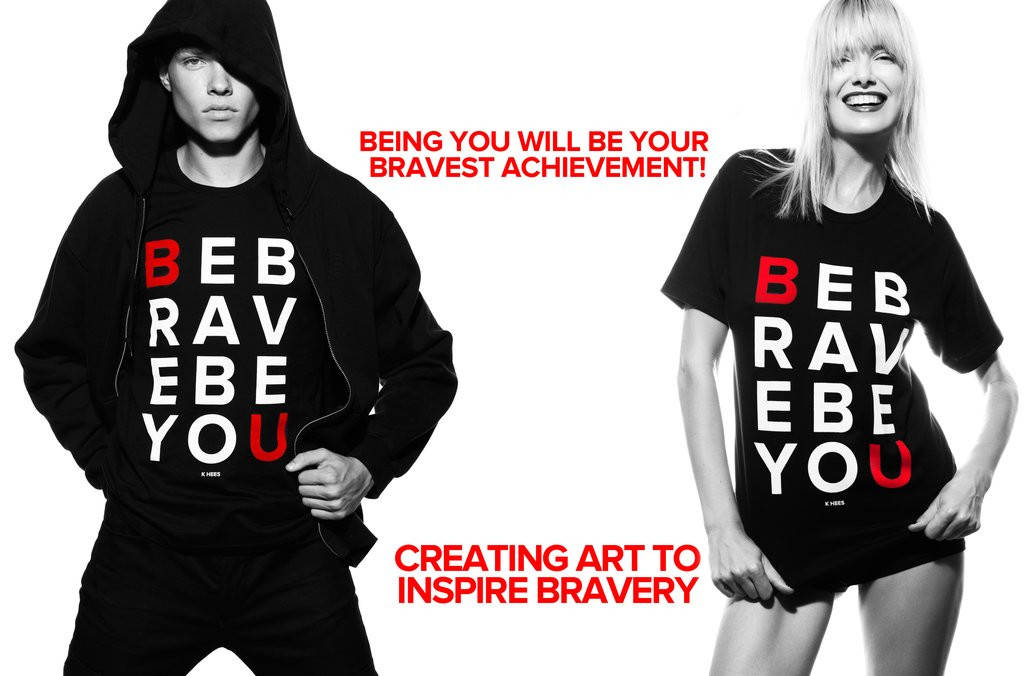 BEING YOU WILL BE YOUR
BRAVEST ACHIEVEMENT!
BEB
RAV
EBE
YOU
K HEES
BEB
RAV
EBE
YOU
K HEES
CREATING ART TO
INSPIRE BRAVERY